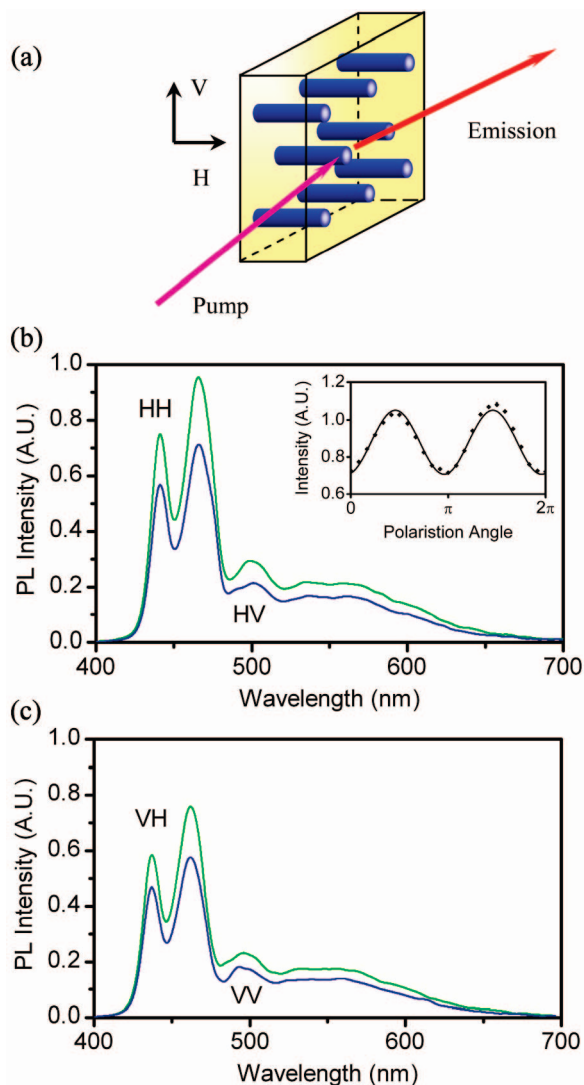 (a)
V
H
Emission
Pump
(b)
1.0
0.8
0.6
0.4
0.2
0.0
PL Intensity (A.U.)
HH
HV
1.2
1.0
0.8
0.6
Intensity (A.U.)
0
π
2π
Polaristion Angle
400
500
600
700
Wavelength (nm)
(c)
1.0
0.8
0.6
0.4
0.2
0.0
PL Intensity (A.U.)
VH
VV
400
500
600
700
Wavelength (nm)